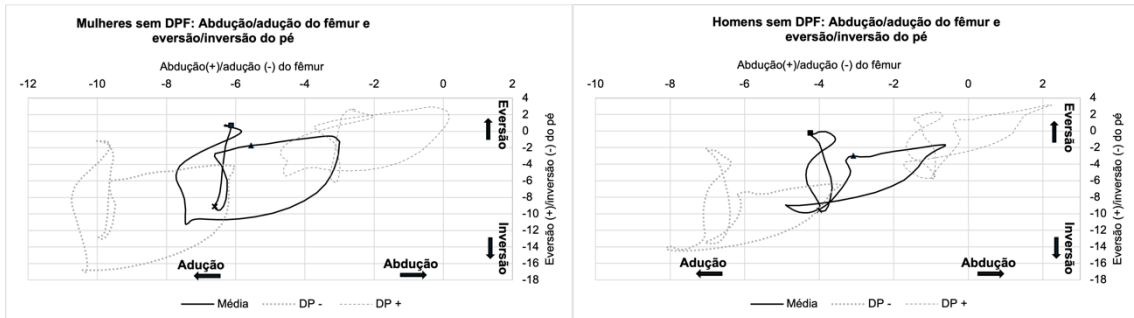 Mulheres sem DPF: Abdução/adução do fêmur e
eversão/inversão do pé
Abdução(+)/adução (-) do fêmur
-12 -10 -8 -6 -4 -2 0 2
4
2
0
-2
-4
-6
-8
-10
-12
-14
-16
-18
Eversão
Inversão
Eversão (+)/inversão (-) do pé
Adução
Abdução
Média DP - DP +
Homens sem DPF: Abdução/adução do fêmur e
eversão/inversão do pé
Abdução(+)/adução (-) do fêmur
-10 -8 -6 -4 -2 0 2
4
2
0
-2
-4
-6
-8
-10
-12
-14
-16
-18
Eversão
Inversão
Eversão (+)/inversão (-) do pé
Adução
Abdução
Média DP - DP +